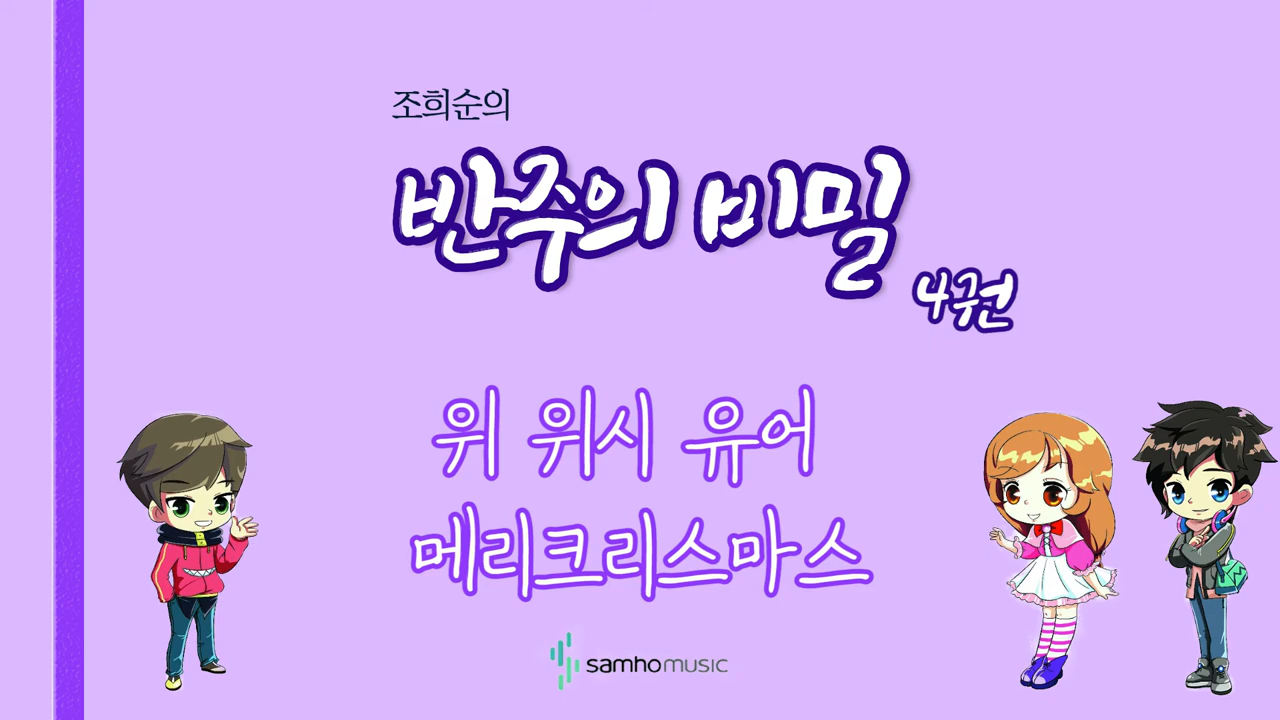 조희순의
반주의 비밀
4권
위 위시 유어
메리크리스마스
samhomusic